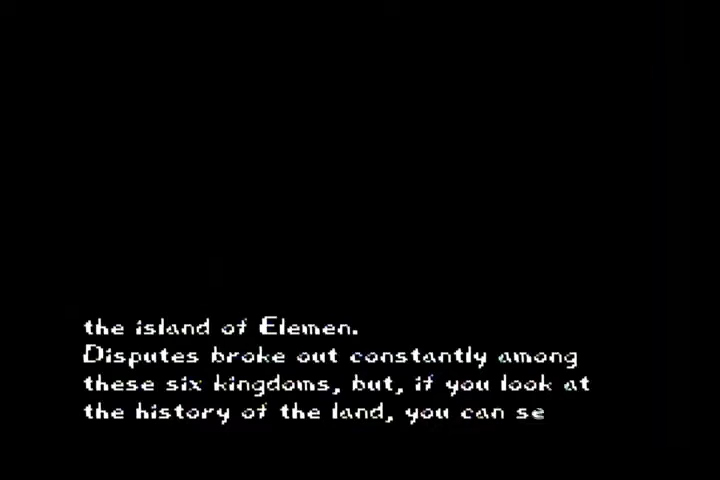 the island of Elemen.
Disputes broke out constantly among
these six kingdoms, but, if you look at
the history of the land, you can se